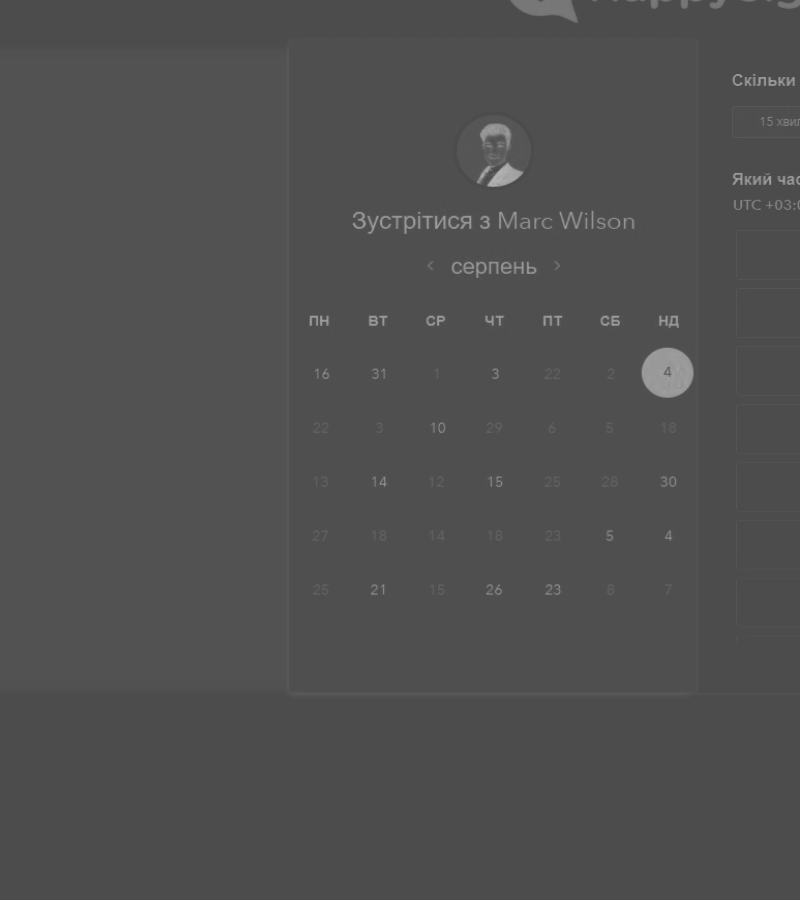 Скільки
15 хвил
Зустрітися з Marc Wilson
Який час
UTC +03:0
серпень
ПН ВТ СР ЧТ ПТ СБ НД
16 31 1 3 22 2 4
22 3 10 29 6 5 18
13 14 12 15 25 28 30
27 18 14 18 23 5 4
25 21 15 26 23 8 7